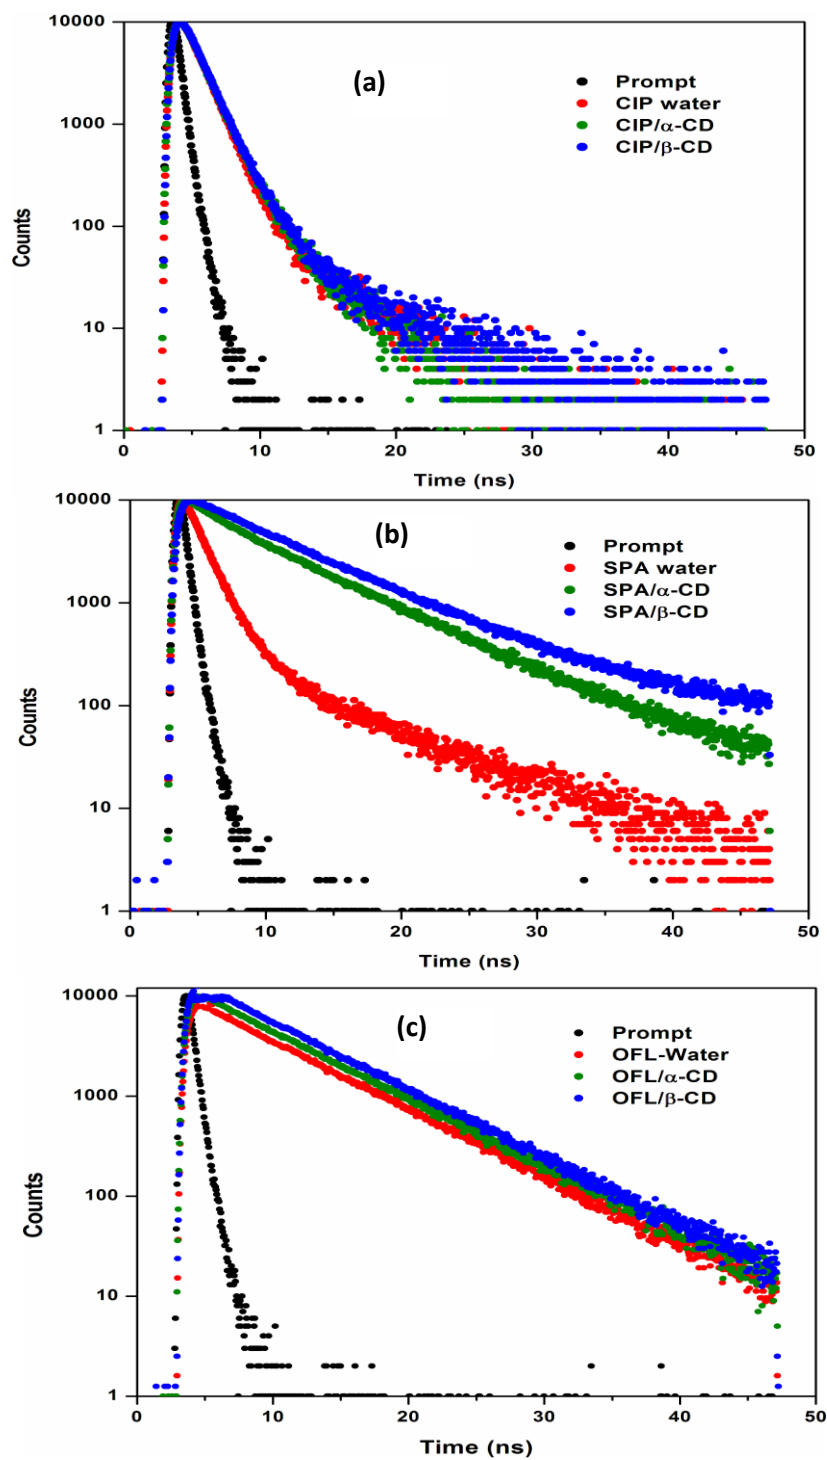 10000
(a)
Prompt
CIP water
CIP/α-CD
CIP/β-CD
1000
100
10
1
Counts
0 10 20 30 40 50
Time (ns)
10000
(b)
Prompt
SPA water
SPA/α-CD
SPA/β-CD
1000
100
10
1
Counts
0 10 20 30 40 50
Time (ns)
10000
(c)
Prompt
OFL-Water
OFL/α-CD
OFL/β-CD
1000
100
10
1
Counts
0 10 20 30 40 50
Time (ns)